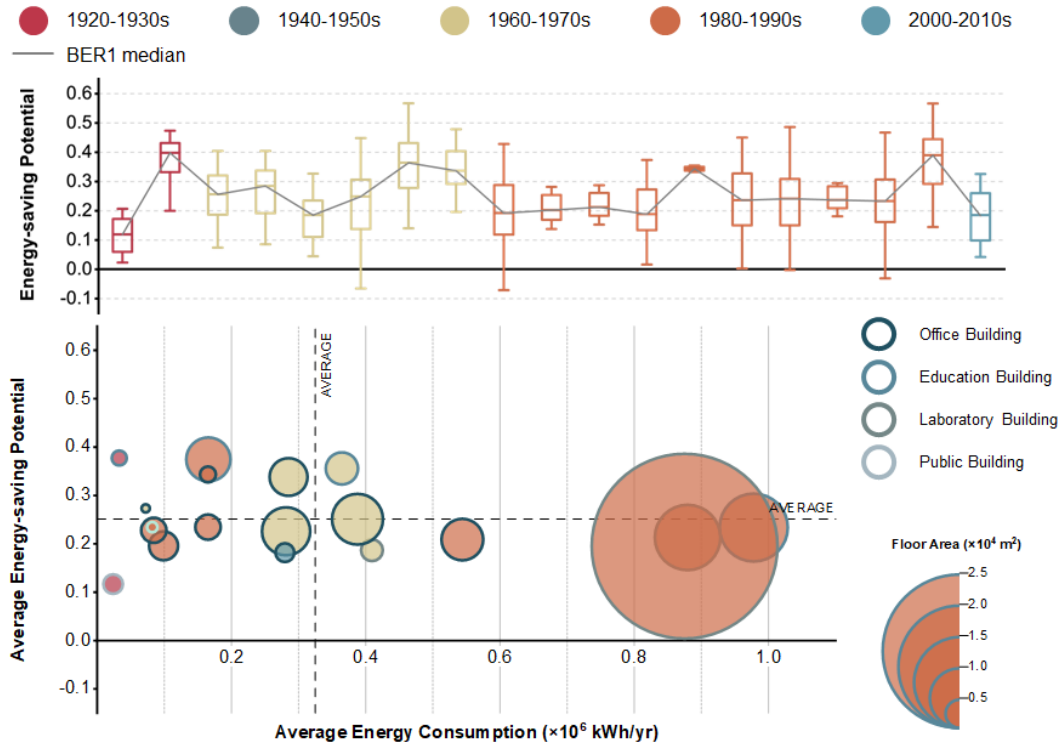 1920-1930s 1940-1950s 1960-1970s 1980-1990s 2000-2010s
BER1 median
Energy-saving Potential
0.6
0.5
0.4
0.3
0.2
0.1
0.0
-0.1
Average Energy-saving Potential
0.6
0.5
0.4
0.3
0.2
0.1
0.0
-0.1
AVERAGE
AVERAGE
0.2 0.4 0.6 0.8 1.0
Average Energy Consumption (×10⁶ kWh/yr)
Office Building
Education Building
Laboratory Building
Public Building
Floor Area (×10⁴ m²)
2.5
2.0
1.5
1.0
0.5